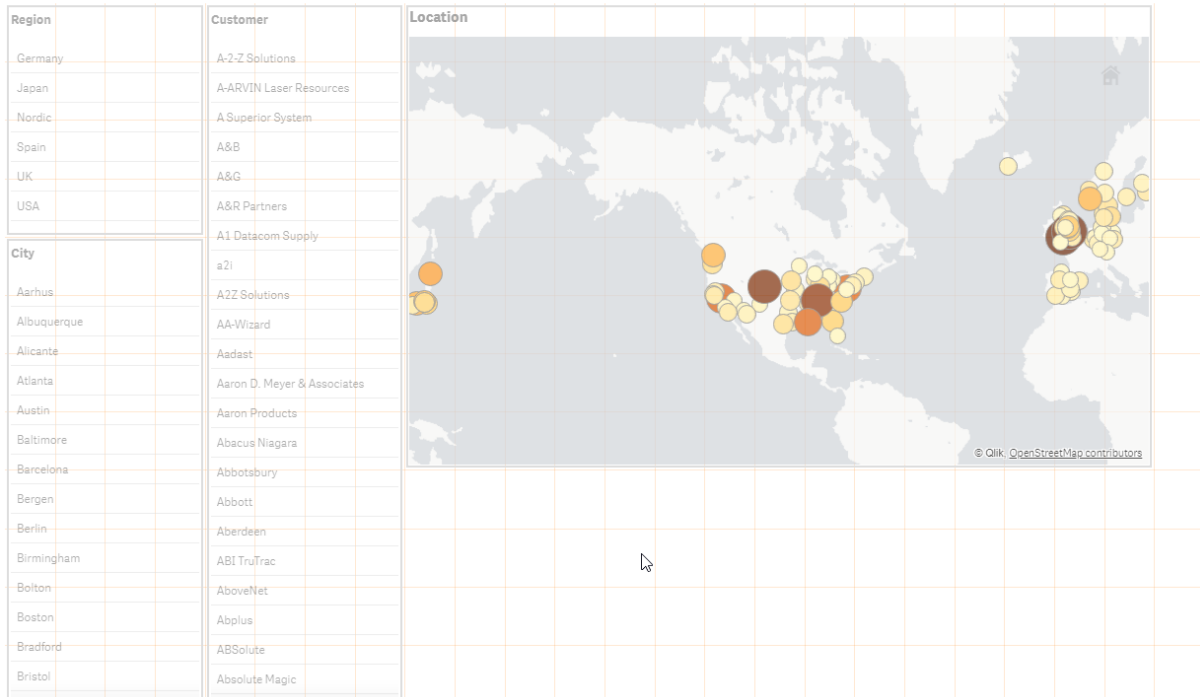 Region
Germany
Japan
Nordic
Spain
UK
USA
City
Aarhus
Albuquerque
Alicante
Atlanta
Austin
Baltimore
Barcelona
Bergen
Berlin
Birmingham
Bolton
Boston
Bradford
Bristol
Customer
A-2-Z Solutions
A-ARVIN Laser Resources
A Superior System
A&B
A&G
A&R Partners
A1 Datacom Supply
a2i
A2Z Solutions
AA-Wizard
Aadast
Aaron D. Meyer & Associates
Aaron Products
Abacus Niagara
Abbotsbury
Abbott
Aberdeen
ABI TruTrac
AboveNet
Abplus
ABSolute
Absolute Magic
Location
© Qlik, OpenStreetMap contributors